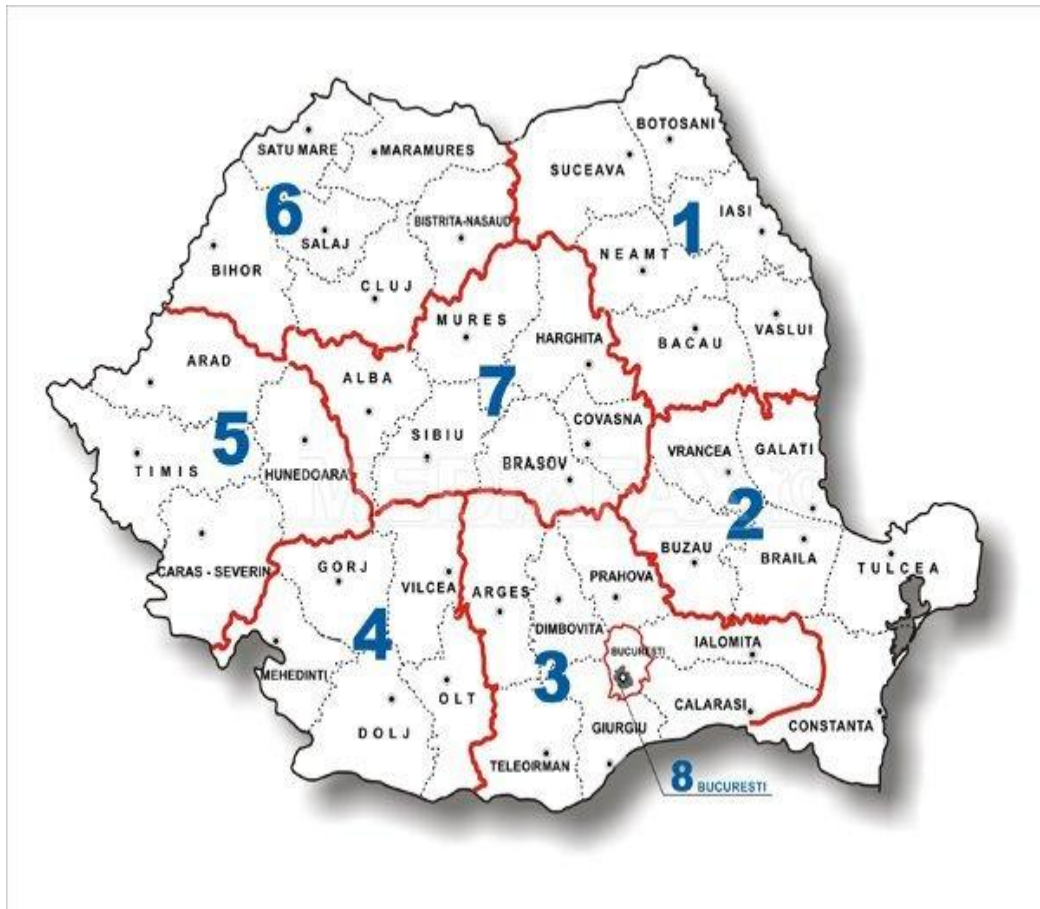 BOTOSANI
SATU MARE
MARAMURES
SUCEAVA
6
1
IASI
BISTRITA-NASAUD
SALAJ
NEAMT
BIHOR
CLUJ
MURES
VASLUI
HARGHITA
BACAU
ARAD
ALBA
7
COVASNA
5
SIBIU
VRANCEA
GALATI
TIMIS
HUNEDOARA
BRASOV
2
BUZAU
BRAILA
CARAS - SEVERIN
GORJ
VILCEA
ARGES
PRAHOVA
TULCEA
4
DIMBOVITA
IALOMITA
BUCURESTI
MEHEDINTI
3
OLT
CALARASI
DOLJ
GIURGIU
CONSTANTA
TELEORMAN
8 BUCURESTI